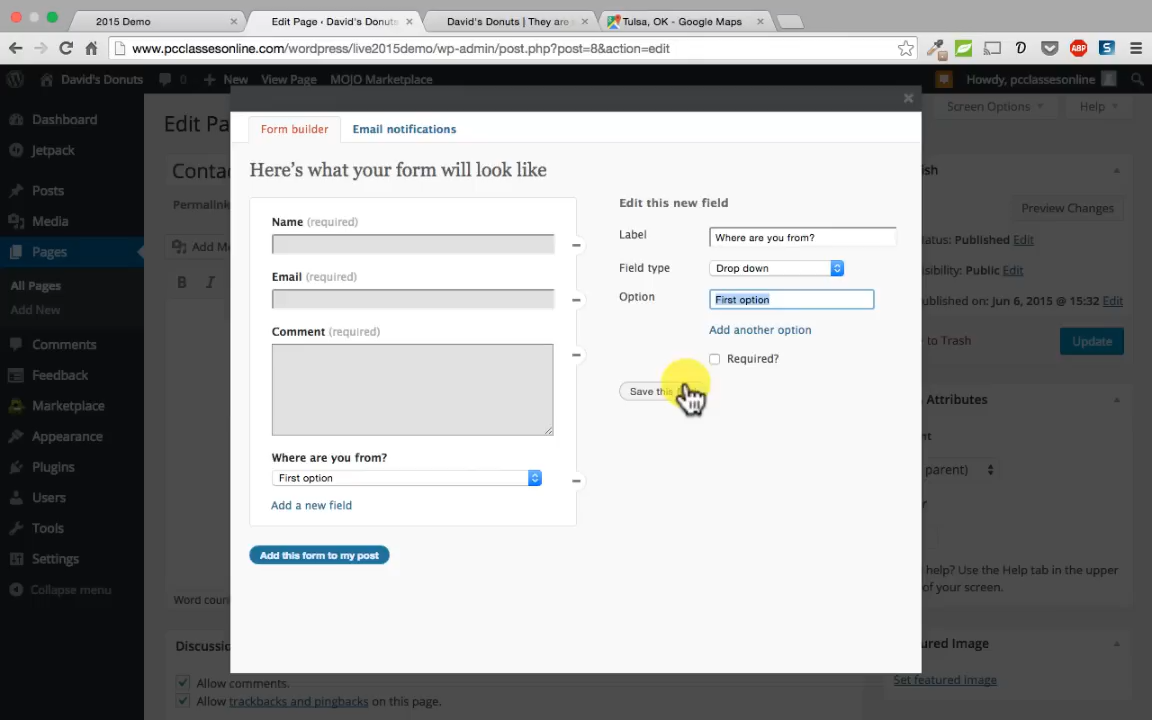 2015 Demo
Edit Page ‹ David's Donuts
David's Donuts | They are
Tulsa, OK - Google Maps
www.pcclassesonline.com/wordpress/live2015demo/wp-admin/post.php?post=8&action=edit
David's Donuts
0
New
View Page
MOJO Marketplace
Howdy, pcclassesonline
Dashboard
Jetpack
Posts
Media
Pages
All Pages
Add New
Comments
Feedback
Marketplace
Appearance
Plugins
Users
Tools
Settings
Collapse menu
Edit Pa
Screen Options
Help
Conta
Permalin
Add M
B I
Word coun
Discussi
Allow comments.
Allow trackbacks and pingbacks on this page.
Form builder
Email notifications
Here's what your form will look like
Name (required)
Email (required)
Comment (required)
Where are you from?
First option
Add a new field
Add this form to my post
Edit this new field
Label
Where are you from?
Field type
Drop down
Option
First option
Add another option
Required?
Save this
ish
Preview Changes
tatus: Published Edit
sibility: Public Edit
ublished on: Jun 6, 2015 @ 15:32 Edit
to Trash
Update
Attributes
nt
parent)
r
help? Use the Help tab in the upper
of your screen.
ured Image
Set featured image